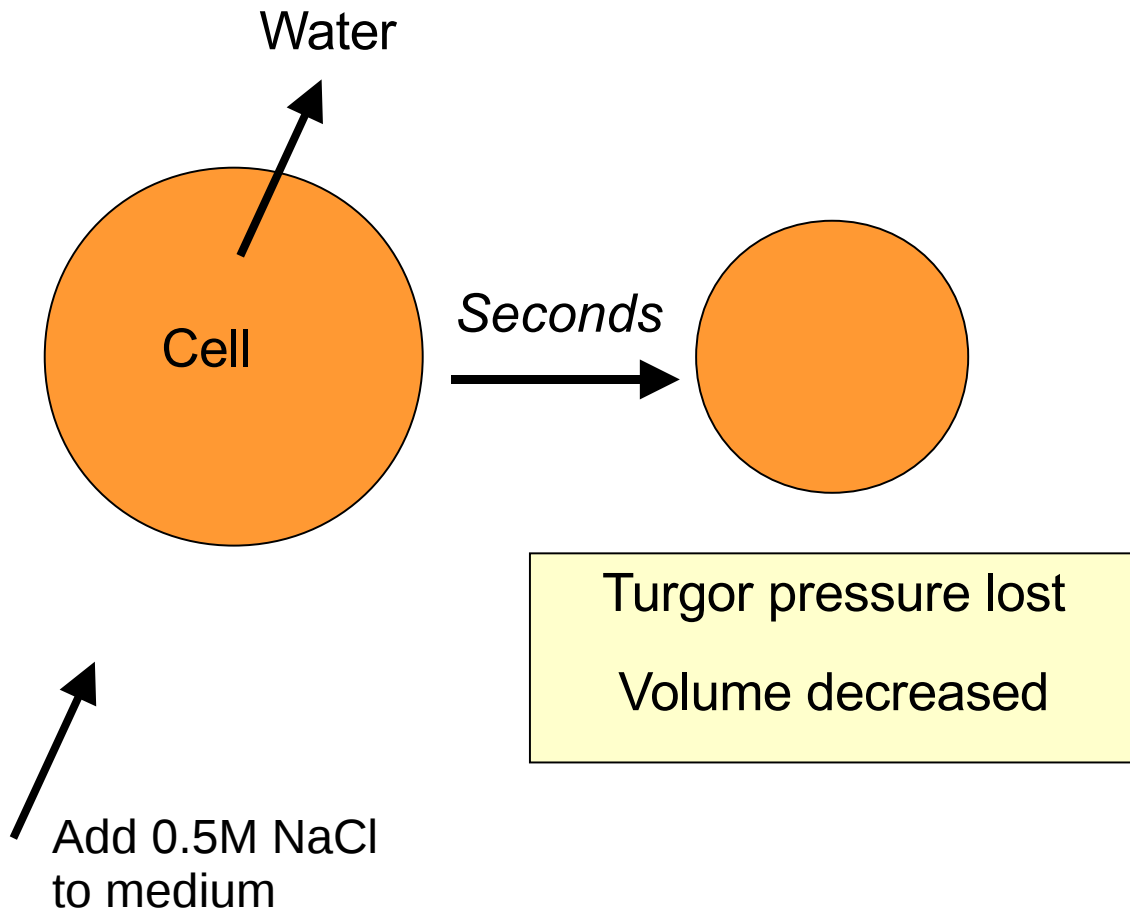 Water
Cell
Seconds
Turgor pressure lost
Volume decreased
Add 0.5M NaCl
to medium